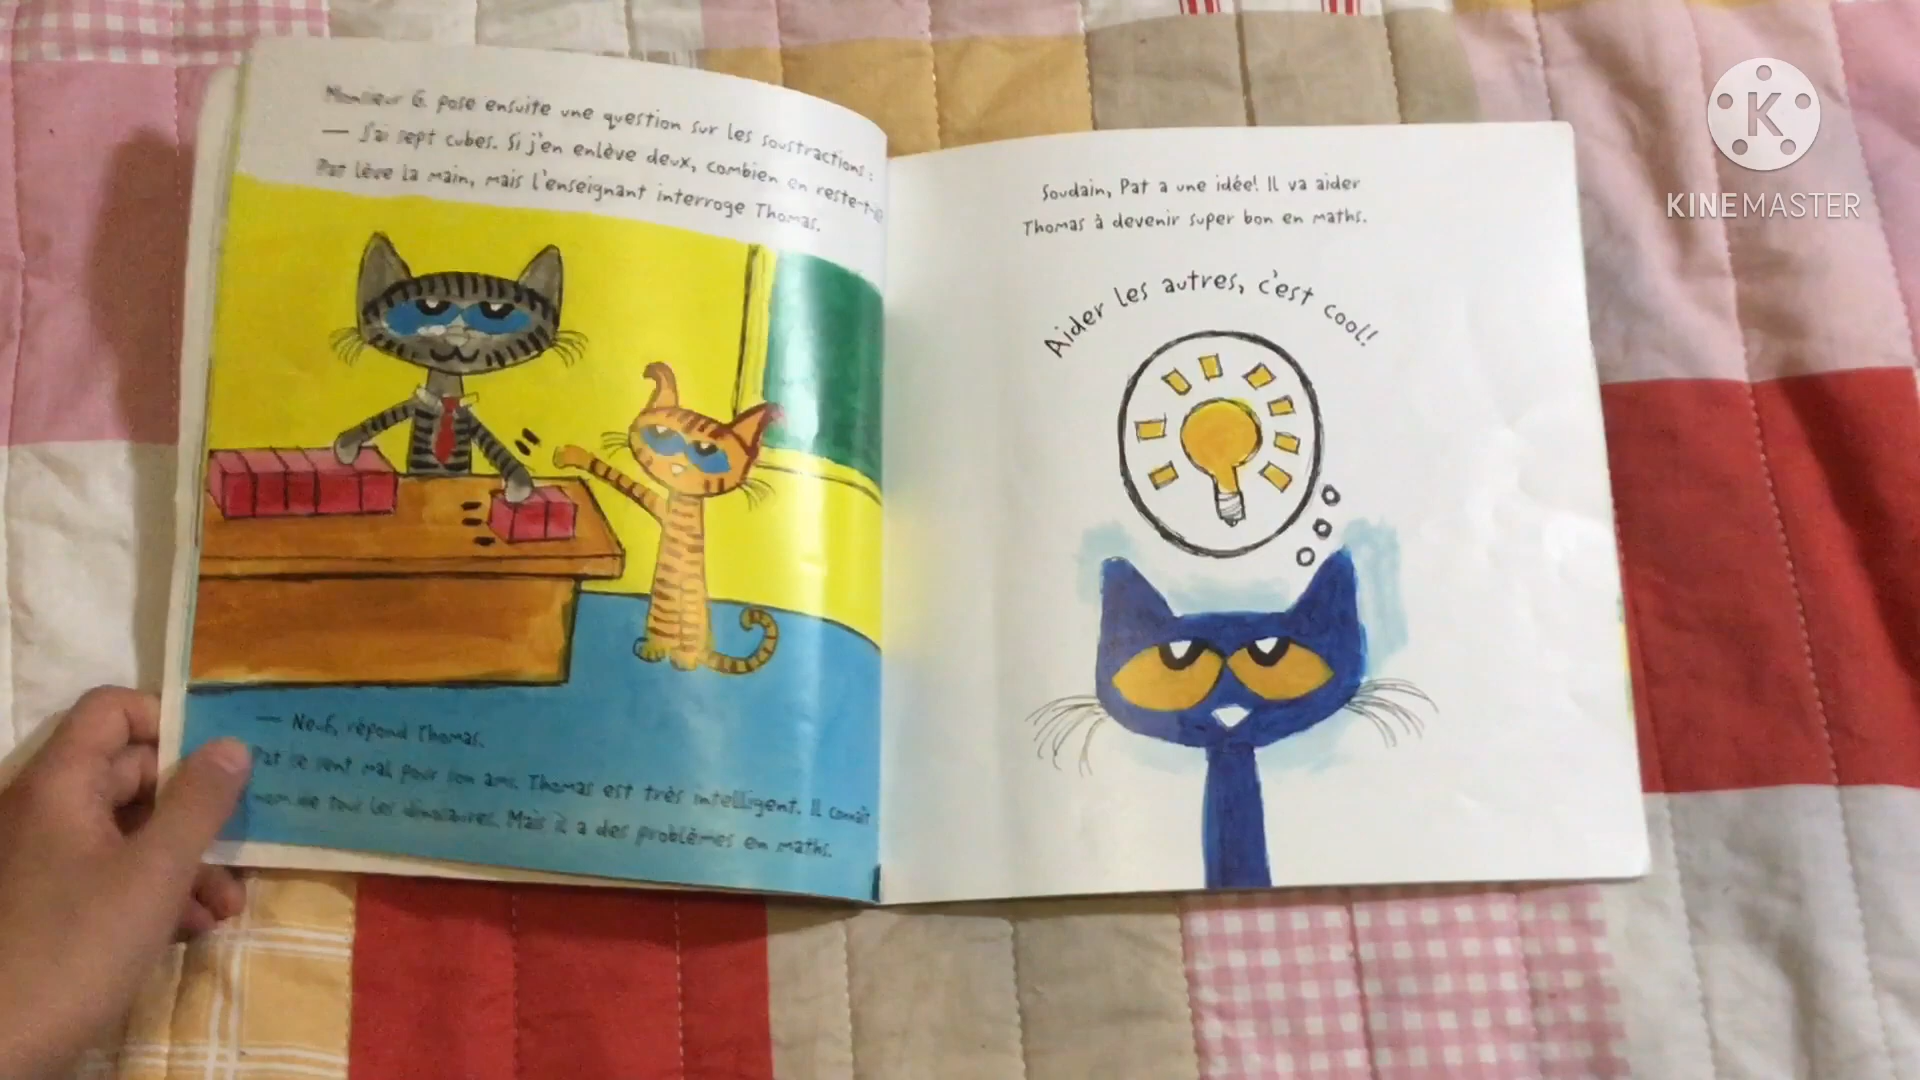 Monsieur G. pose ensuite une question sur les soustractions :
— J'ai sept cubes. Si j'en enlève deux, combien en reste-t-il?
Pat lève la main, mais l'enseignant interroge Thomas.
— Neuf, répond Thomas.
Pat se sent mal pour son ami. Thomas est très intelligent. Il connaît
nom de tous les dinosaures. Mais il a des problèmes en maths.
Soudain, Pat a une idée! Il va aider
Thomas à devenir super bon en maths.
Aider les autres, c'est cool!
K
KINEMASTER